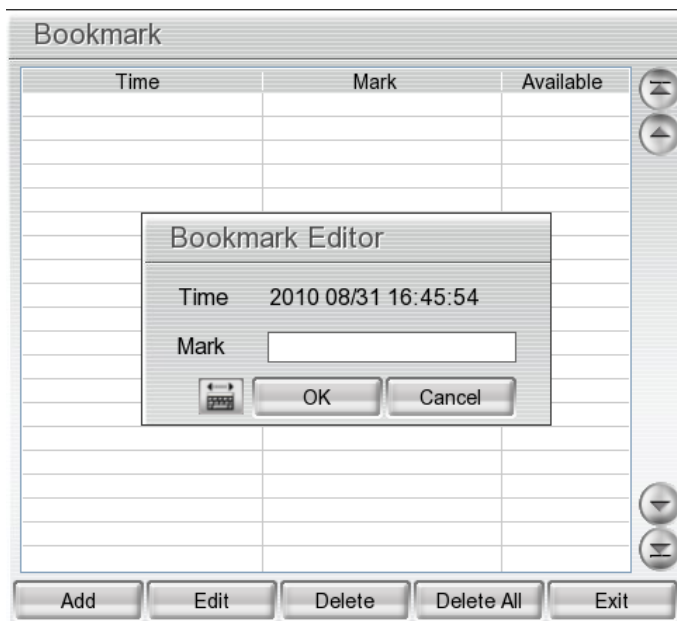 Bookmark
Time Mark Available
Bookmark Editor
Time 2010 08/31 16:45:54
Mark
OK Cancel
Add Edit Delete Delete All Exit